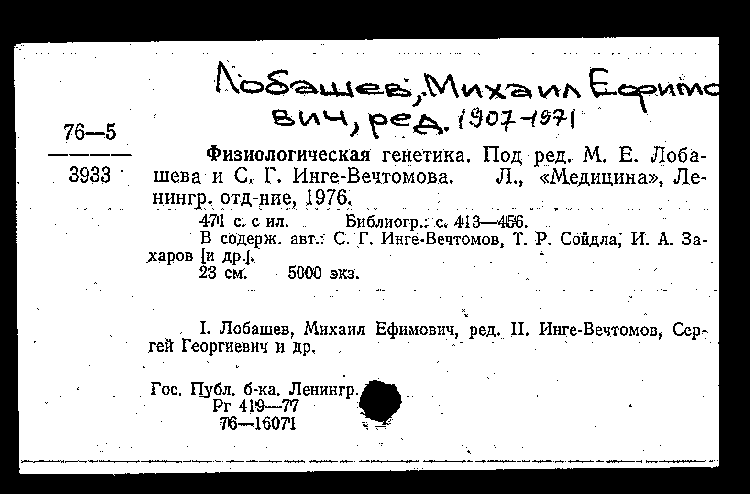 Лобашев, Михаил Ефимо
вич, ред. 1907-1971
76—5
3933
Физиологическая генетика. Под ред. М. Е. Лоба-
шева и С. Г. Инге-Вечтомова. Л., «Медицина», Ле-
нингр. отд-ние, 1976.
471 с. с ил. Библиогр.: с. 413—456.
В содерж. авт.: С. Г. Инге-Вечтомов, Т. Р. Сойдла, И. А. За-
харов [и др.].
23 см. 5000 экз.
I. Лобашев, Михаил Ефимович, ред. II. Инге-Вечтомов, Сер-
гей Георгиевич и др.
Гос. Публ. б-ка. Ленингр.
Рг 419—77
76—16071